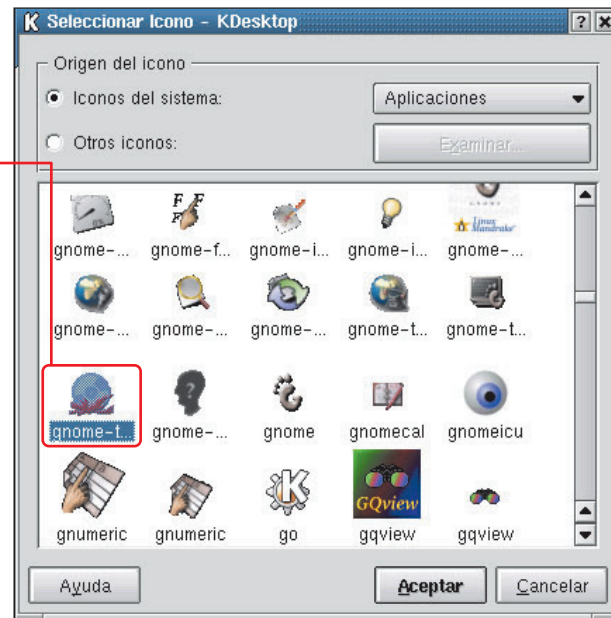 Seleccionar Icono - KDesktop
Origen del icono
Iconos del sistema:
Aplicaciones
Otros iconos:
Examinar...
gnome-... gnome-f... gnome-i... gnome-i... gnome-...
gnome-... gnome-... gnome-... gnome-t... gnome-t...
gnome-t... gnome-... gnome gnomecal gnomeicu
GQview
gnumeric gnumeric go gqview gqview
Ayuda
Aceptar
Cancelar